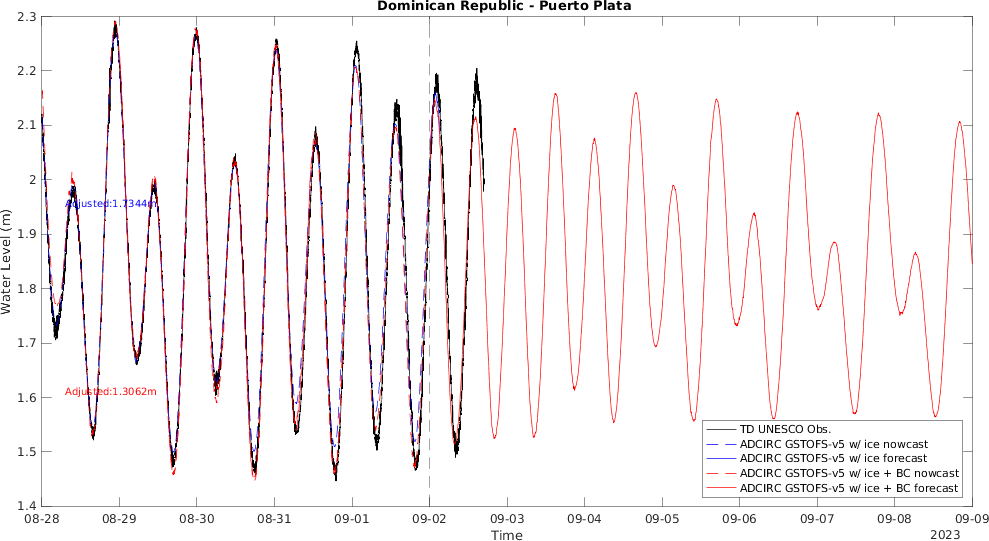 Dominican Republic - Puerto Plata
2.3
2.2
2.1
2
1.9
1.8
1.7
1.6
1.5
1.4
Water Level (m)
Adjusted:1.7344m
Adjusted:1.3062m
TD UNESCO Obs.
ADCIRC GSTOFS-v5 w/ ice nowcast
ADCIRC GSTOFS-v5 w/ ice forecast
ADCIRC GSTOFS-v5 w/ ice + BC nowcast
ADCIRC GSTOFS-v5 w/ ice + BC forecast
08-28 08-29 08-30 08-31 09-01 09-02 09-03 09-04 09-05 09-06 09-07 09-08 09-09
Time
2023